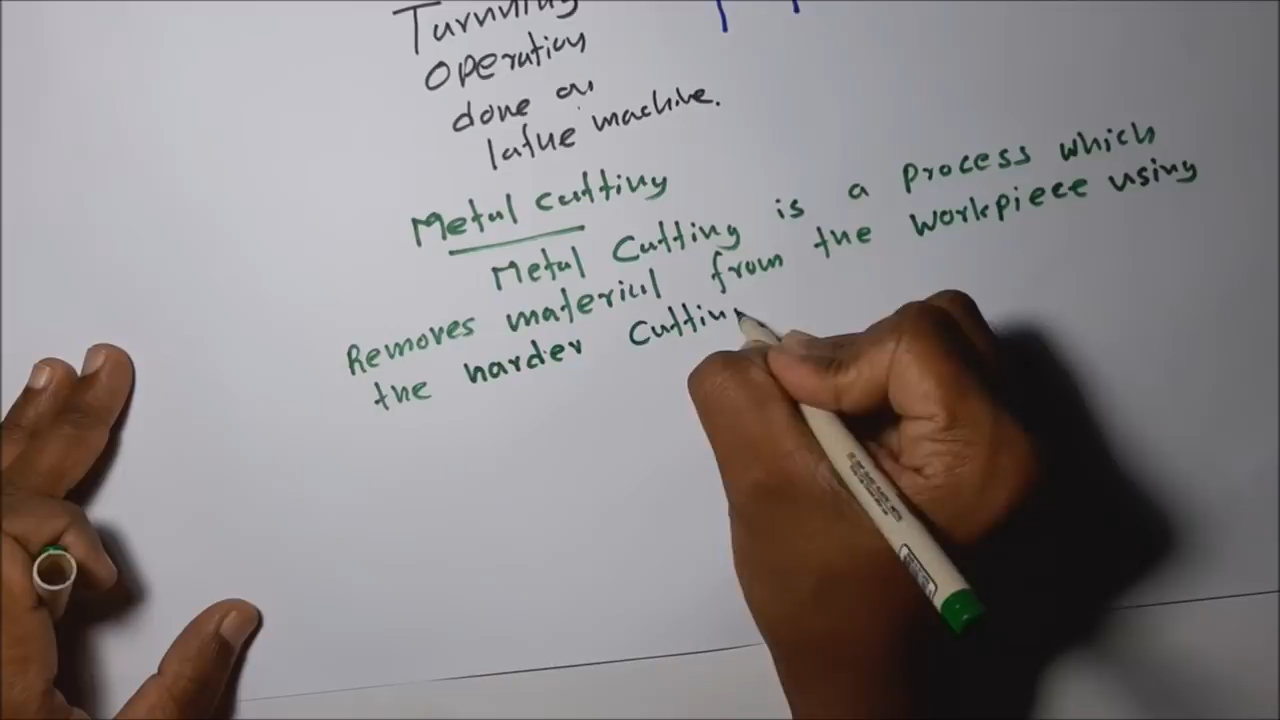 Turnning
operation
done on
lathe machine.
Metal cutting
Metal Cutting is a process which
Removes material from the workpiece using
the harder Cuttin